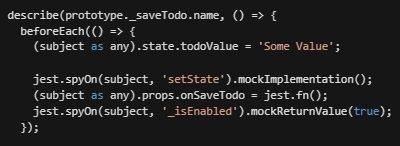 describe(prototype._saveTodo.name, () => {
  beforeEach(() => {
    (subject as any).state.todoValue = 'Some Value';

    jest.spyOn(subject, 'setState').mockImplementation();
    (subject as any).props.onSaveTodo = jest.fn();
    jest.spyOn(subject, '_isEnabled').mockReturnValue(true);
  });